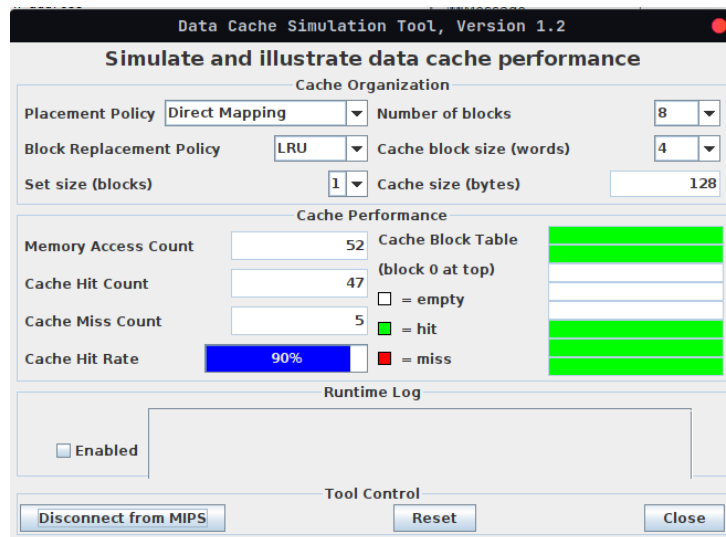 Data Cache Simulation Tool, Version 1.2
Simulate and illustrate data cache performance
Cache Organization
Placement Policy Direct Mapping Number of blocks 8
Block Replacement Policy LRU Cache block size (words) 4
Set size (blocks) 1 Cache size (bytes) 128
Cache Performance
Memory Access Count 52 Cache Block Table
(block 0 at top)
Cache Hit Count 47
= empty
Cache Miss Count 5 = hit
Cache Hit Rate 90% = miss
Runtime Log
Enabled
Tool Control
Disconnect from MIPS Reset Close